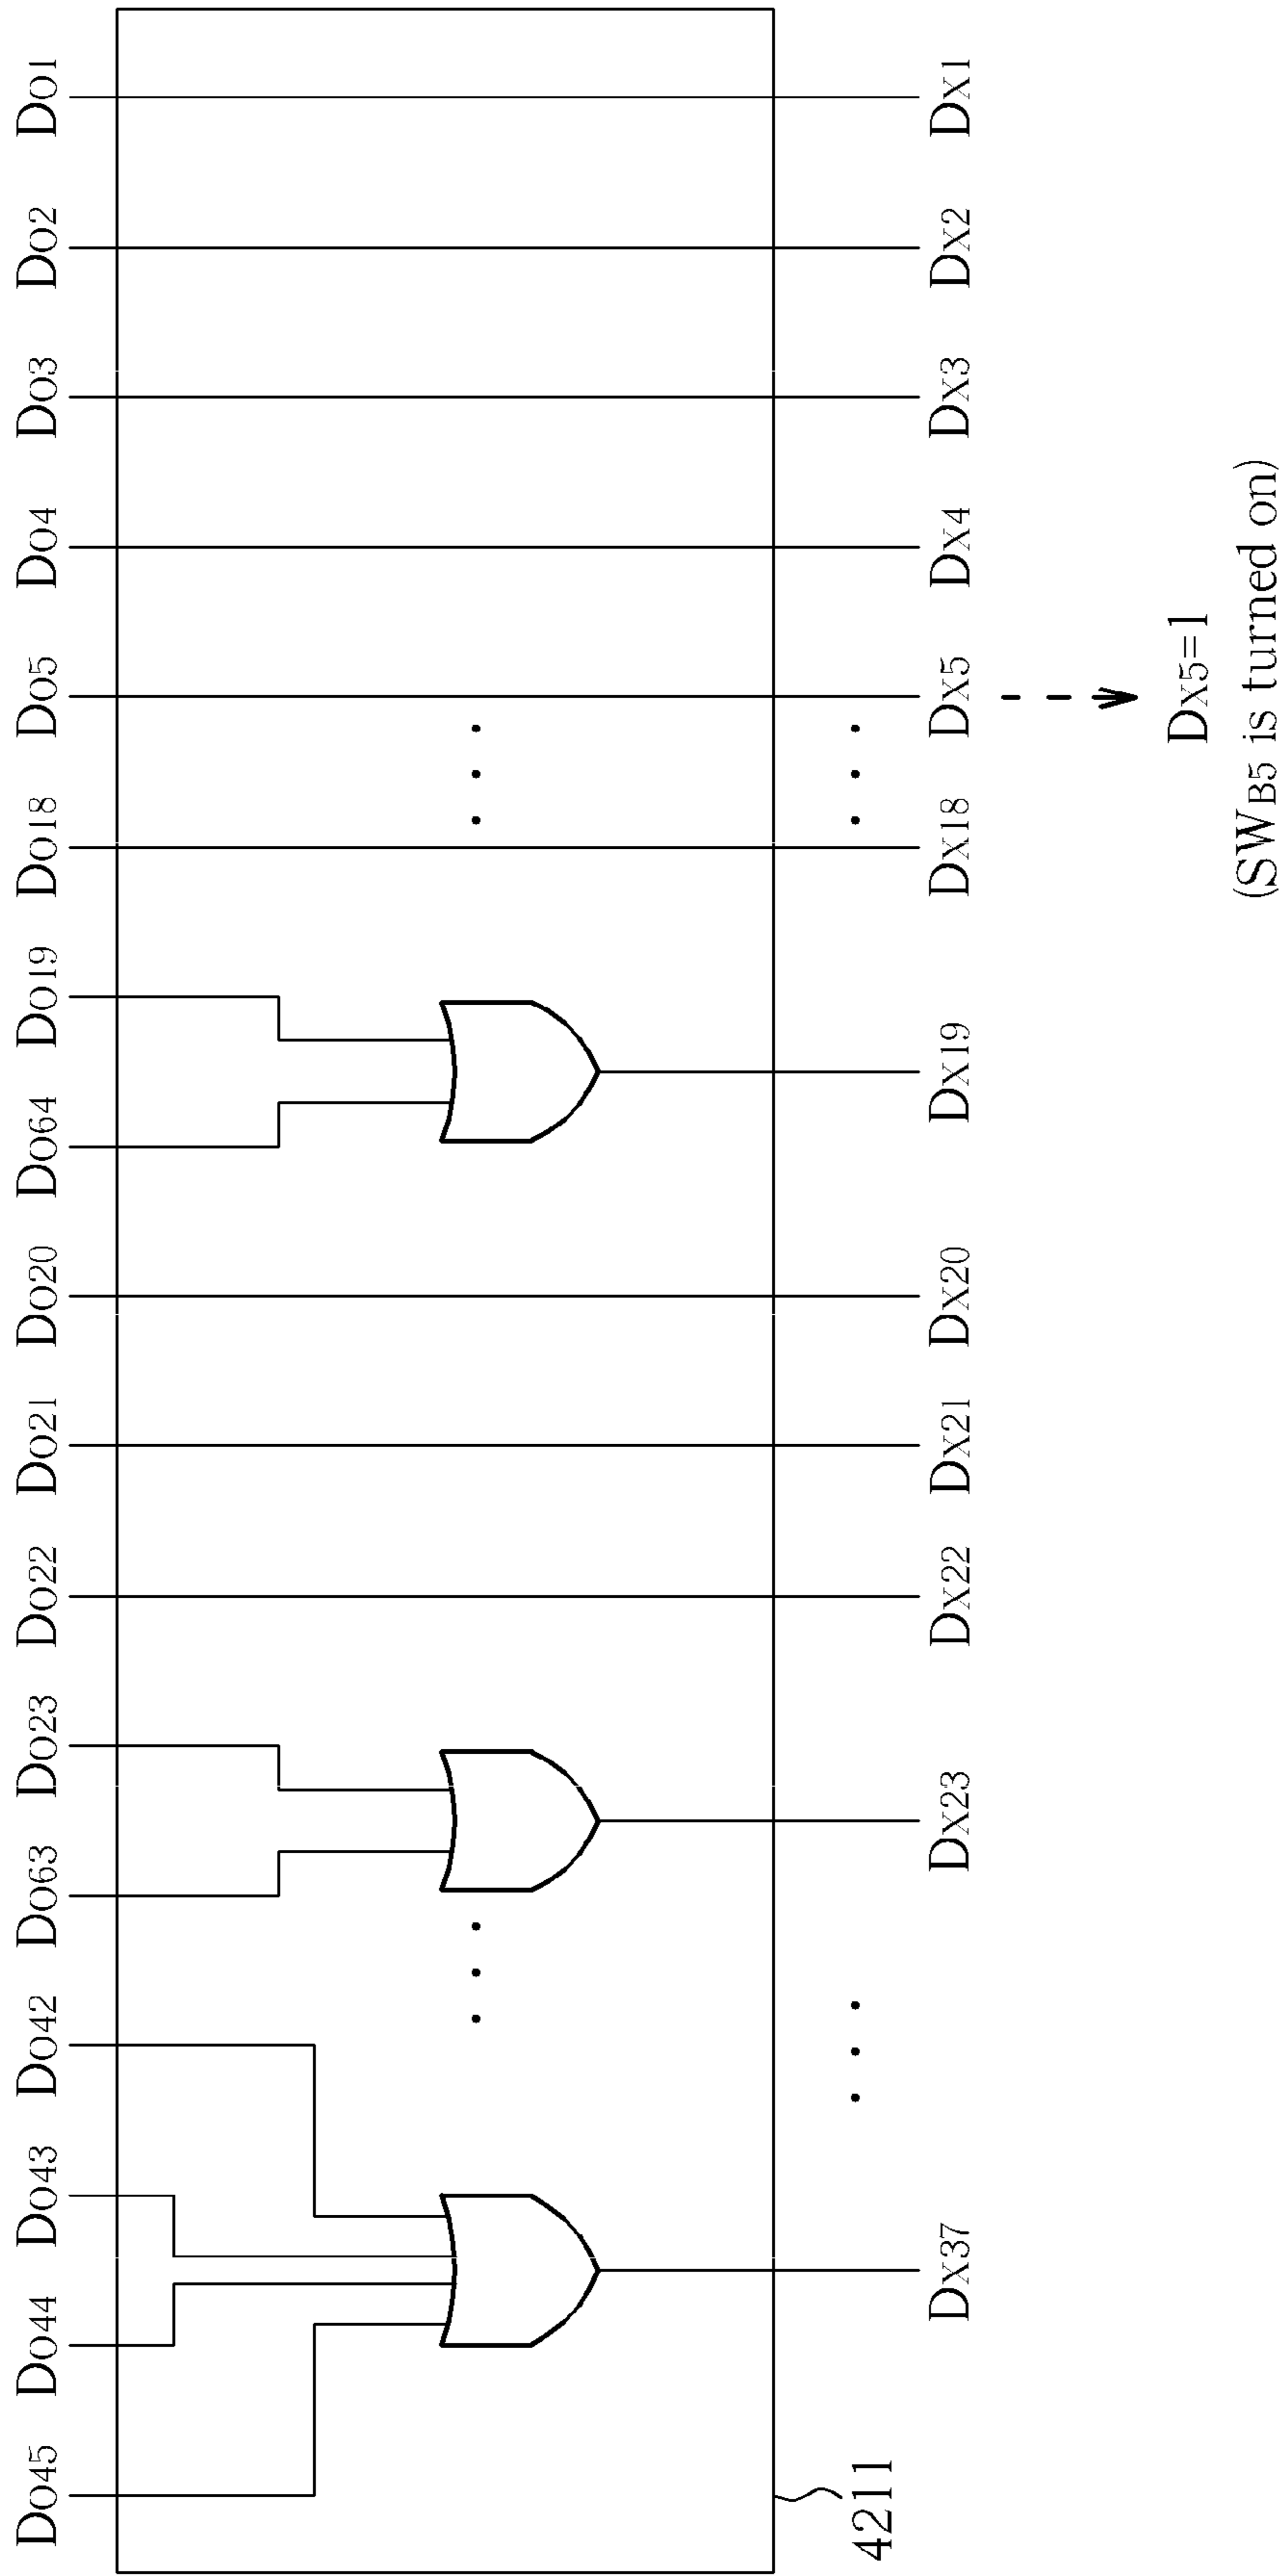 DO45 DO44 DO43 DO42 DO63 DO23 DO22 DO21 DO20 DO64 DO19 DO18 DO5 DO4 DO3 DO2 DO1
4211
DX37 DX23 DX22 DX21 DX20 DX19 DX18 DX5 DX4 DX3 DX2 DX1
DX5=1
(SWB5 is turned on)